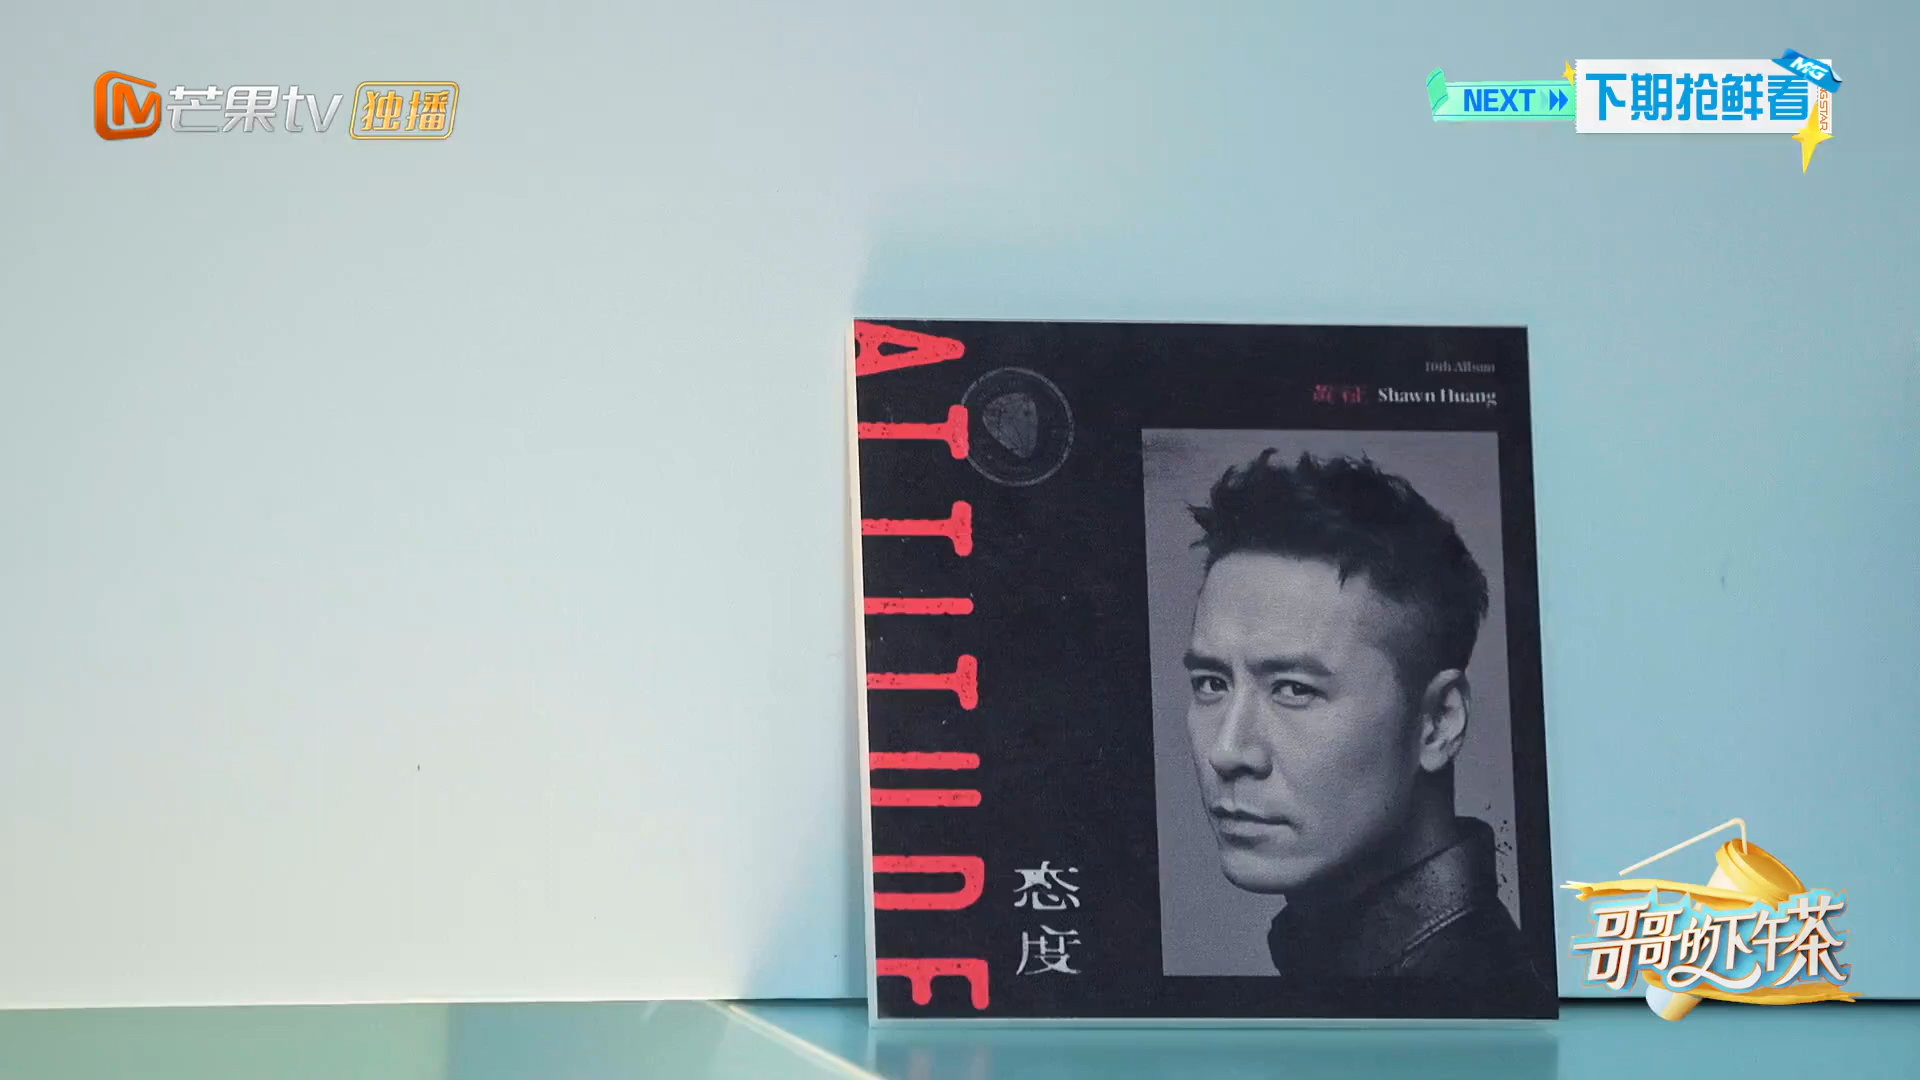 芒果tv 独播
NEXT 下期抢鲜看
MG
ATTITUDE
10th Album
Shawn Huang
态
度
哥哥的下午茶